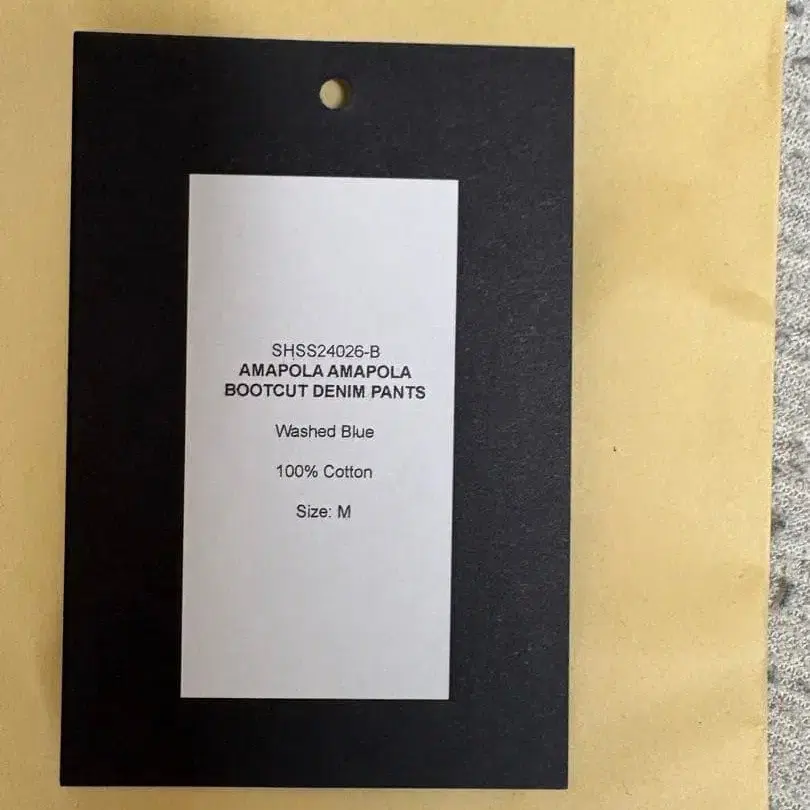 SHSS24026-B
AMAPOLA AMAPOLA
BOOTCUT DENIM PANTS
Washed Blue
100% Cotton
Size: M